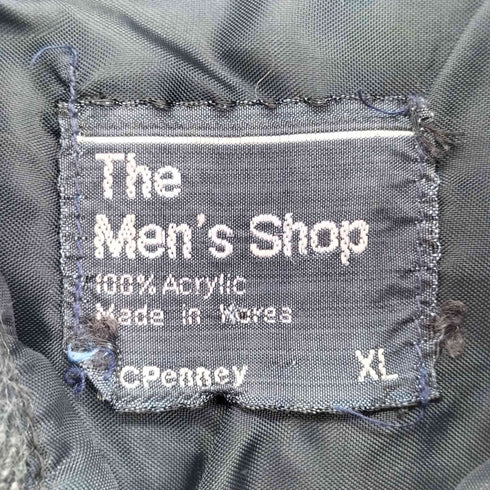 The
Men's Shop
100% Acrylic
Made in Korea
CPenney XL